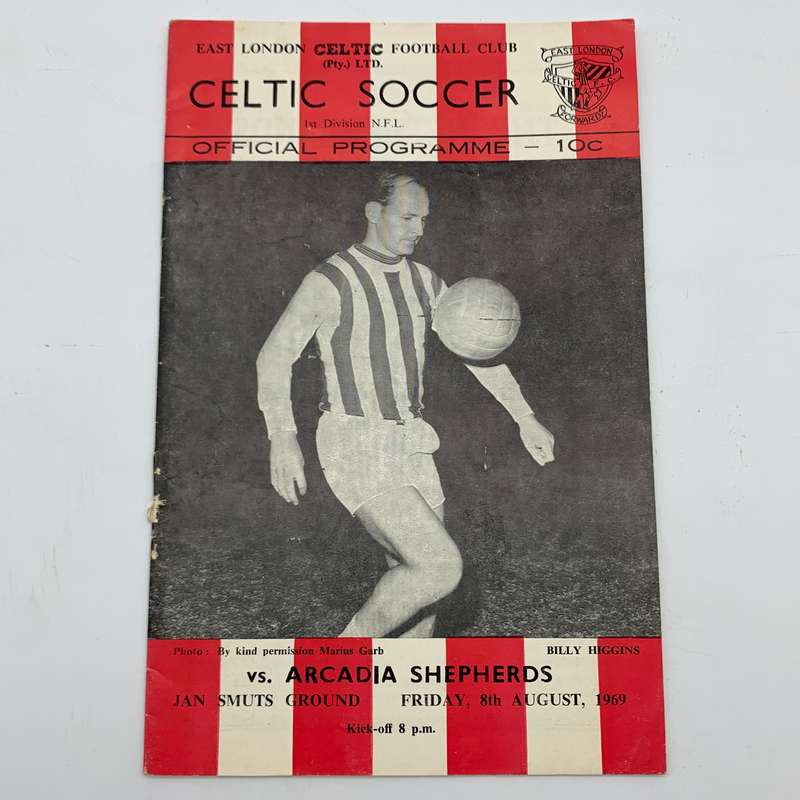 EAST LONDON CELTIC FOOTBALL CLUB
(Pty.) LTD.
CELTIC SOCCER
1st Division N.F.L.
OFFICIAL PROGRAMME – 10c
EAST LONDON
CELTIC F.C.
FORWARD
Photo : By kind permission Marius Garb
BILLY HIGGINS
vs. ARCADIA SHEPHERDS
JAN SMUTS GROUND FRIDAY, 8th AUGUST, 1969
Kick-off 8 p.m.